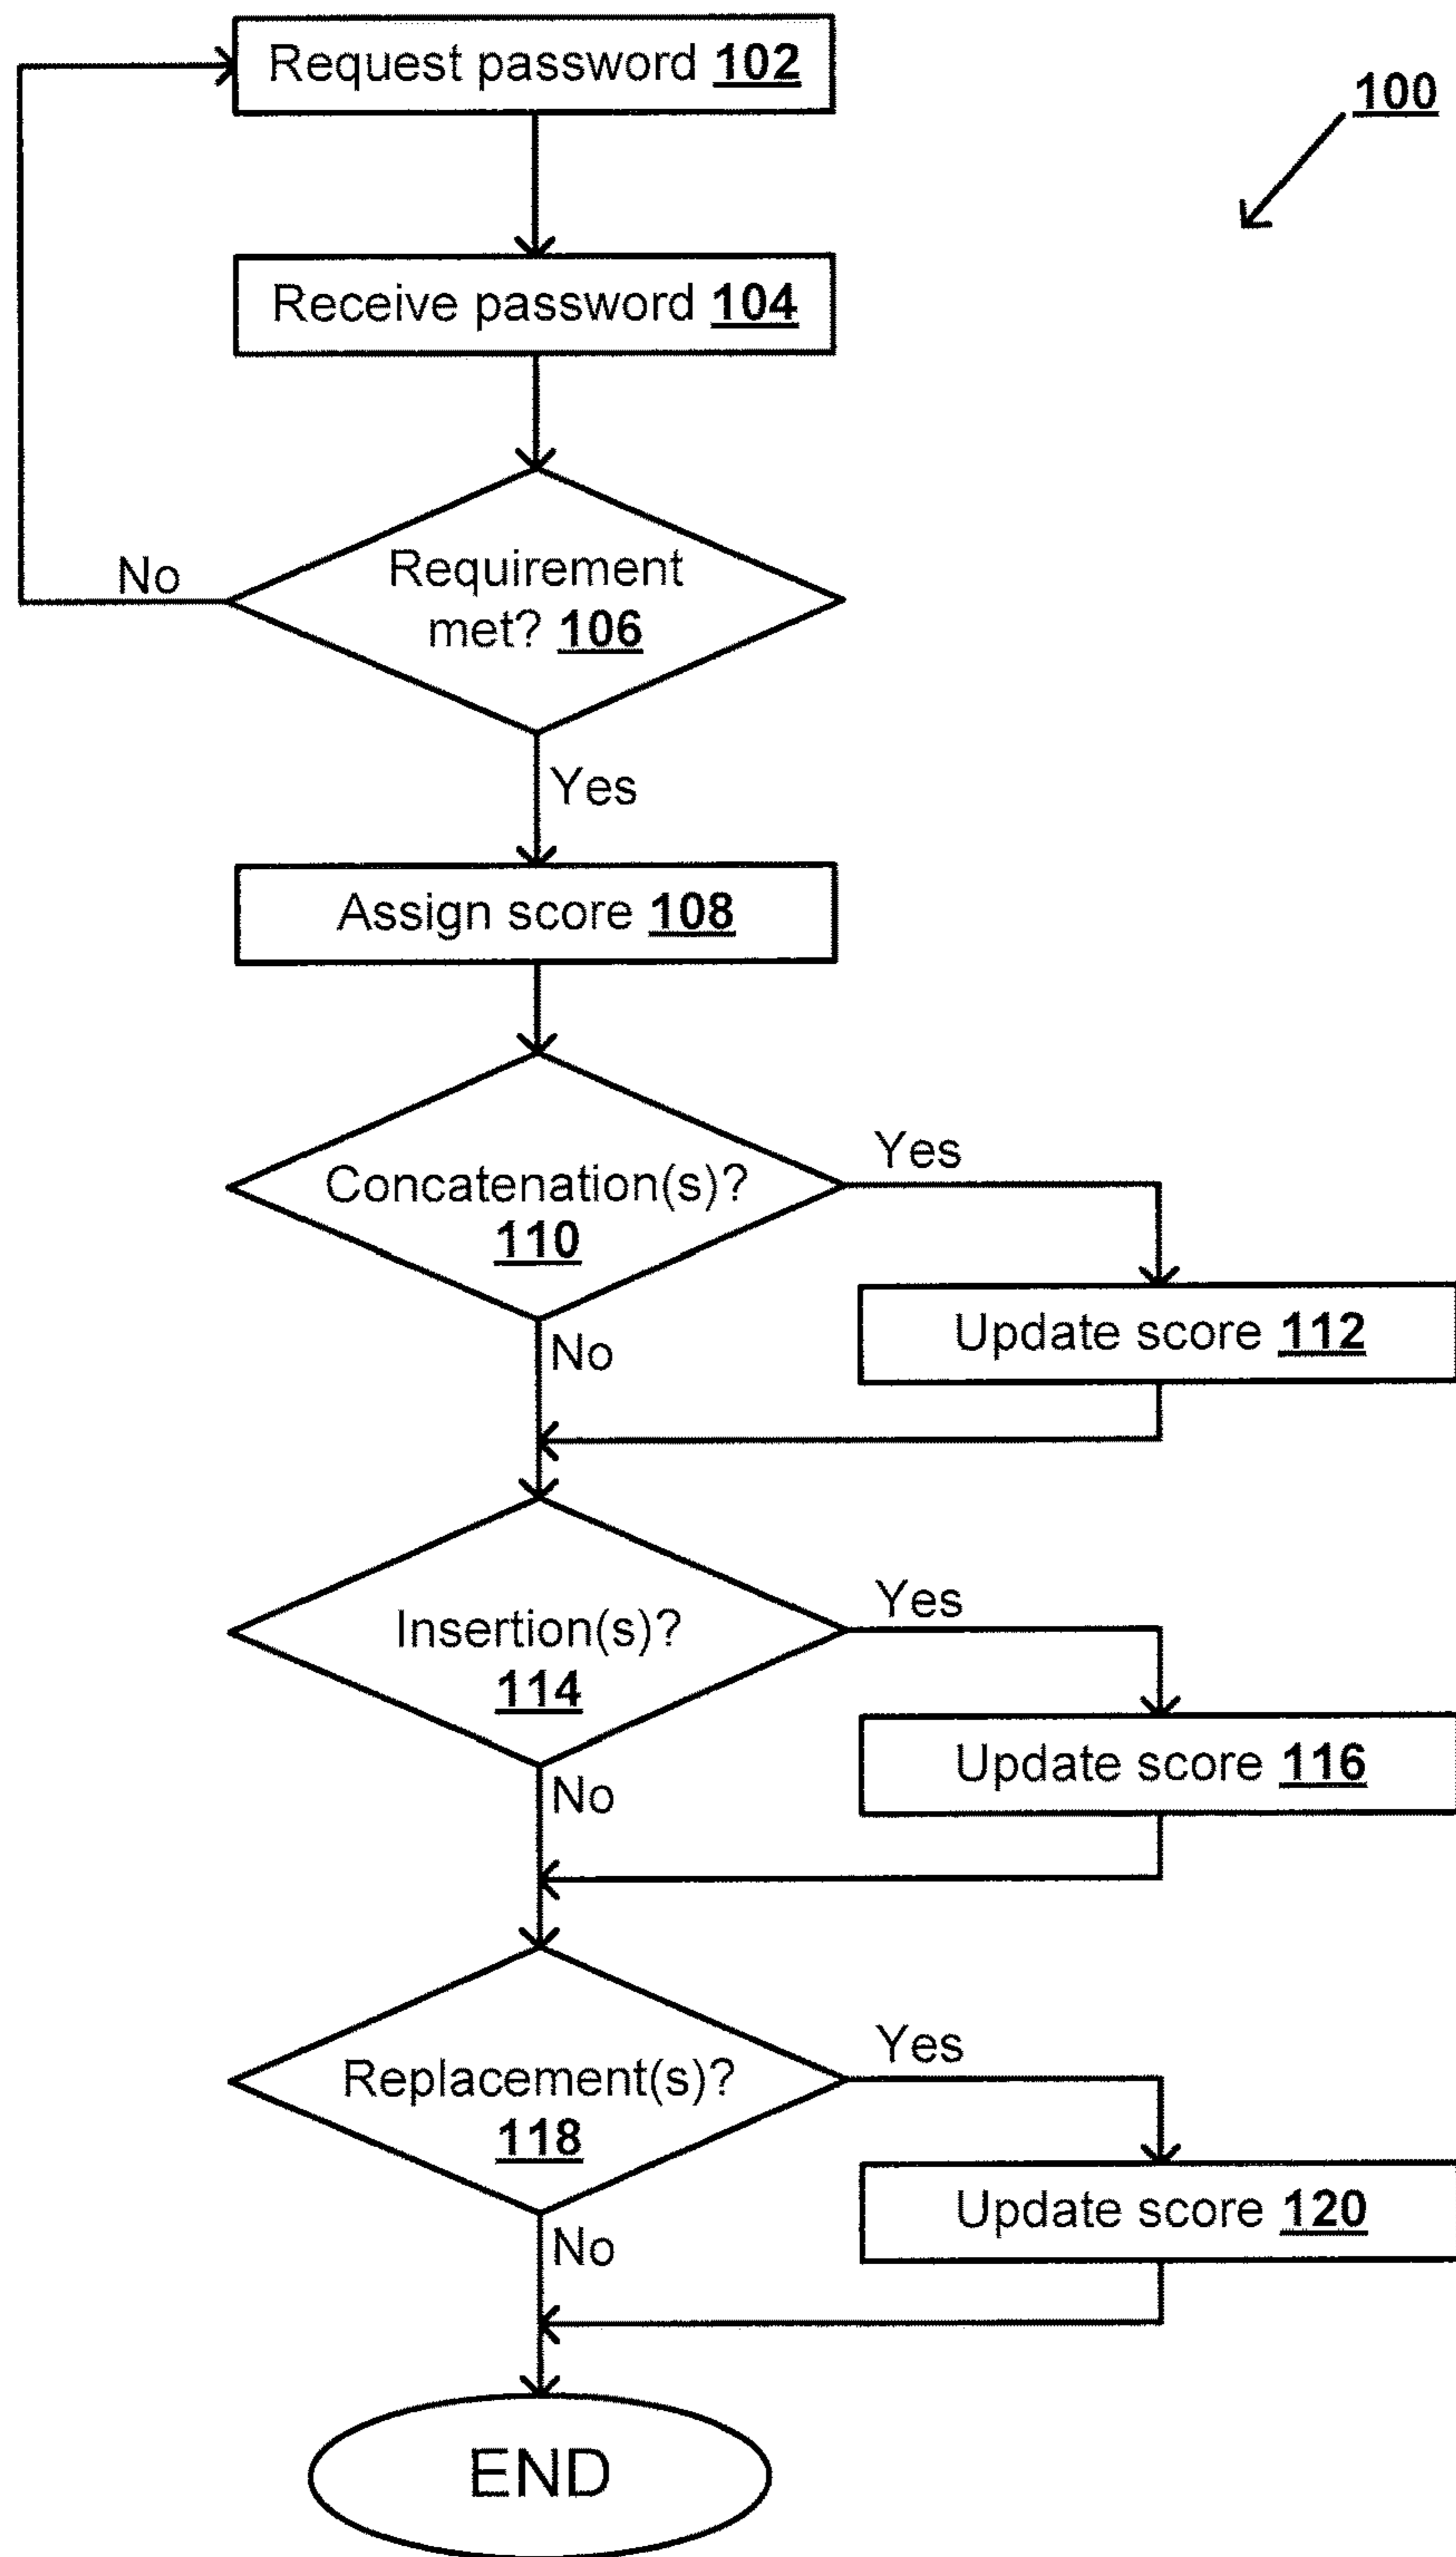 Request password 102
100
Receive password 104
Requirement
met? 106
No
Yes
Assign score 108
Concatenation(s)?
110
Yes
Update score 112
No
Insertion(s)?
114
Yes
Update score 116
No
Replacement(s)?
118
Yes
Update score 120
No
END